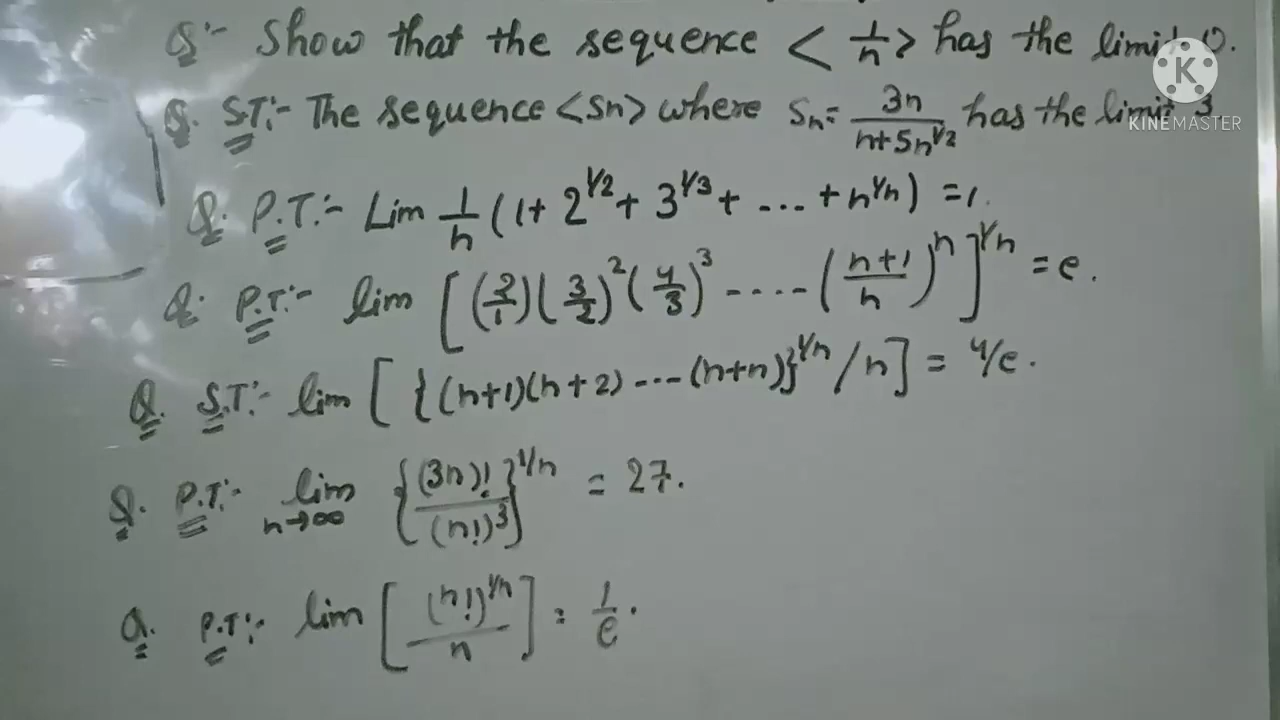 Q:- Show that the sequence < 1/n > has the limit 0.
Q. S.T:- The sequence <Sn> where Sn = 3n/(n+5n^1/2) has the limit 3
Q. P.T:- Lim 1/n (1 + 2^1/2 + 3^1/3 + ... + n^1/n) = 1.
Q. P.T:- lim [(2/1)(3/2)^2(4/3)^3 ----- ((n+1)/n)^n]^1/n = e.
Q. S.T:- lim [{(n+1)(n+2) ---- (n+n)}^1/n / n] = 4/e.
Q. P.T:- lim n→∞ {(3n)!/(n!)^3}^1/n = 27.
Q. P.T:- lim [(n!)^1/n / n] = 1/e.
K
KINEMASTER